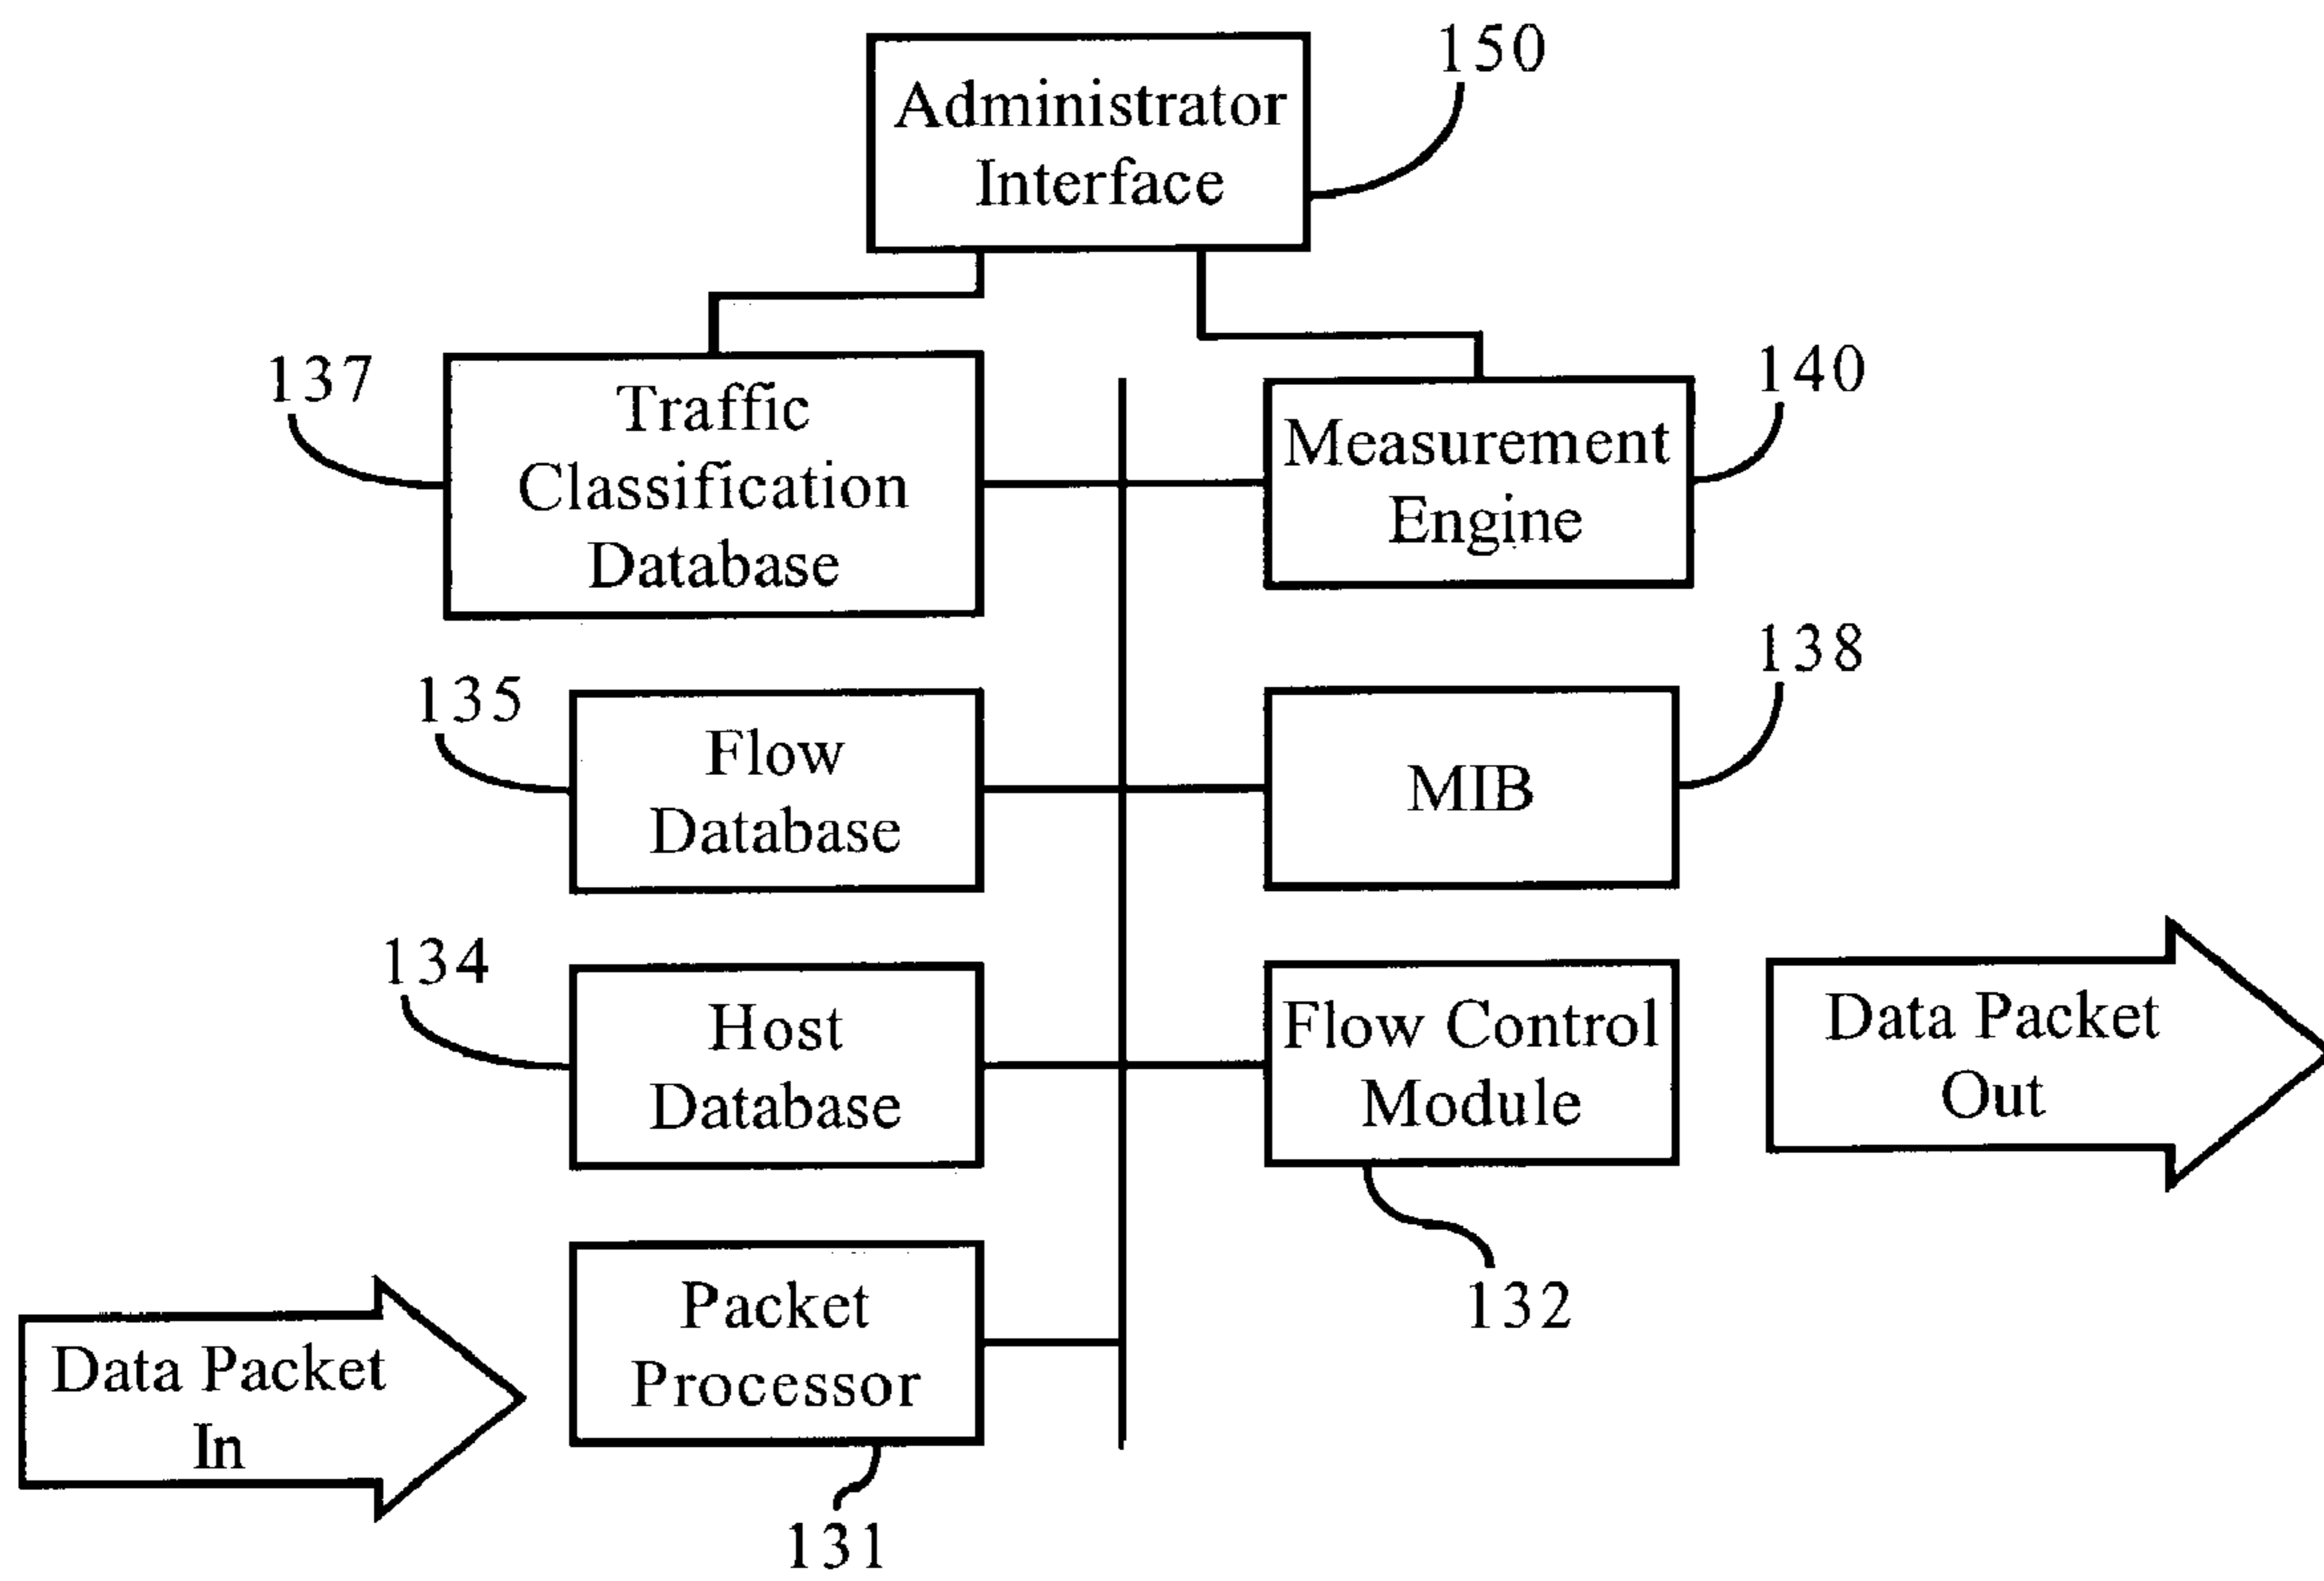 150
Administrator
Interface
137
Traffic
Classification
Database
140
Measurement
Engine
135
Flow
Database
138
MIB
134
Host
Database
Flow Control
Module
132
Data Packet
Out
Data Packet
In
Packet
Processor
131